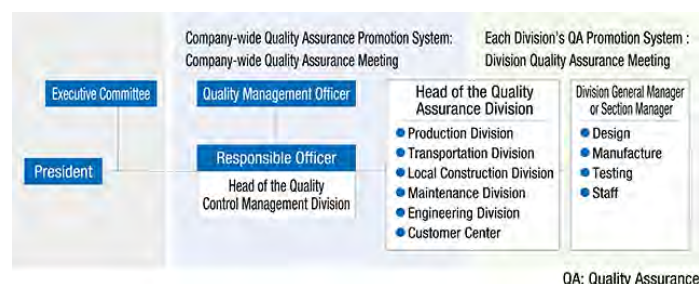 Company-wide Quality Assurance Promotion System:
Company-wide Quality Assurance Meeting
Each Division's QA Promotion System :
Division Quality Assurance Meeting
Executive Committee
President
Quality Management Officer
Responsible Officer
Head of the Quality
Control Management Division
Head of the Quality
Assurance Division
Production Division
Transportation Division
Local Construction Division
Maintenance Division
Engineering Division
Customer Center
Division General Manager
or Section Manager
Design
Manufacture
Testing
Staff
QA: Quality Assurance